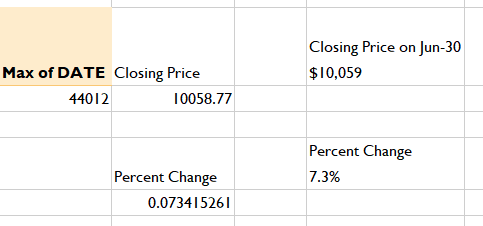 Closing Price on Jun-30
Max of DATE Closing Price $10,059
44012 10058.77
Percent Change
Percent Change 7.3%
0.073415261